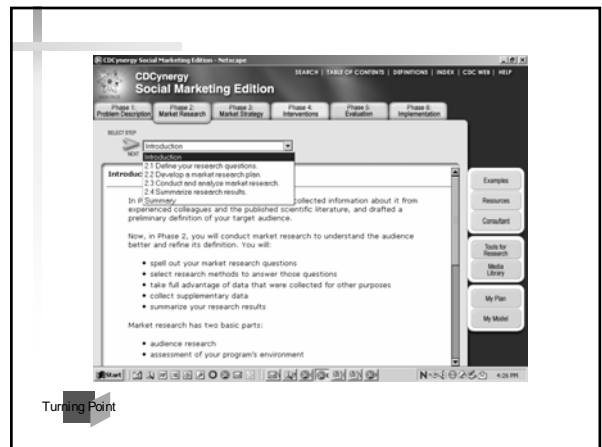 CDCynergy Social Marketing Edition - Netscape
SEARCH | TABLE OF CONTENTS | DEFINITIONS | INDEX | CDC WEB | HELP
CDCynergy
Social Marketing Edition
Phase 1: Problem Description
Phase 2: Market Research
Phase 3: Market Strategy
Phase 4: Interventions
Phase 5: Evaluation
Phase 6: Implementation
SELECT STEP
Introduction
NEXT
Introduction
2.1 Define your research questions.
2.2 Develop a market research plan.
2.3 Conduct and analyze market research.
2.4 Summarize research results.
Summary
Introduc
In P collected information about it from
experienced colleagues and the published scientific literature, and drafted a
preliminary definition of your target audience.
Now, in Phase 2, you will conduct market research to understand the audience
better and refine its definition. You will:
• spell out your market research questions
• select research methods to answer those questions
• take full advantage of data that were collected for other purposes
• collect supplementary data
• summarize your research results
Market research has two basic parts:
• audience research
• assessment of your program's environment
Examples
Resources
Consultant
Tools for
Research
Media
Library
My Plan
My Model
Start
4:26 PM
Turning Point